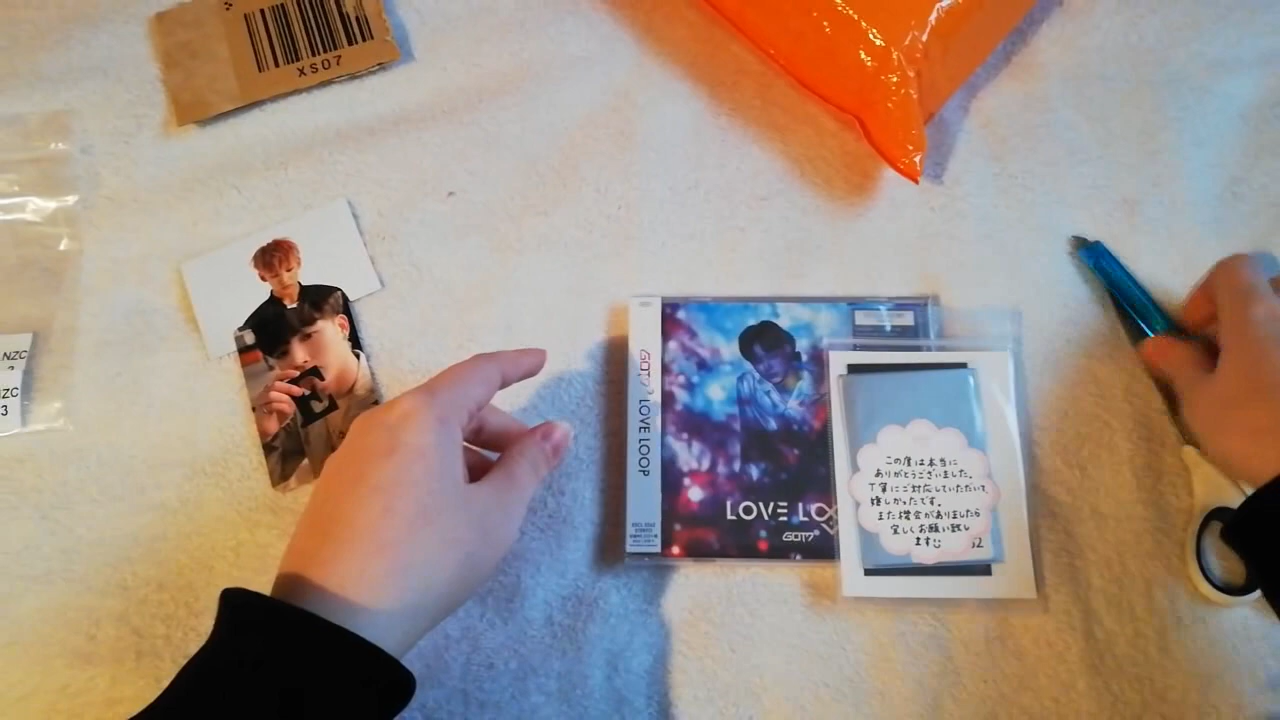 XS07
NZC
NZC
3
GOT7 LOVE LOOP
LOVE LO
GOT7
この度は本当に
ありがとうございました。
丁寧にご対応していただいて、
嬉しかったです。
また機会がありましたら
宜しくお願い致し
ます
E